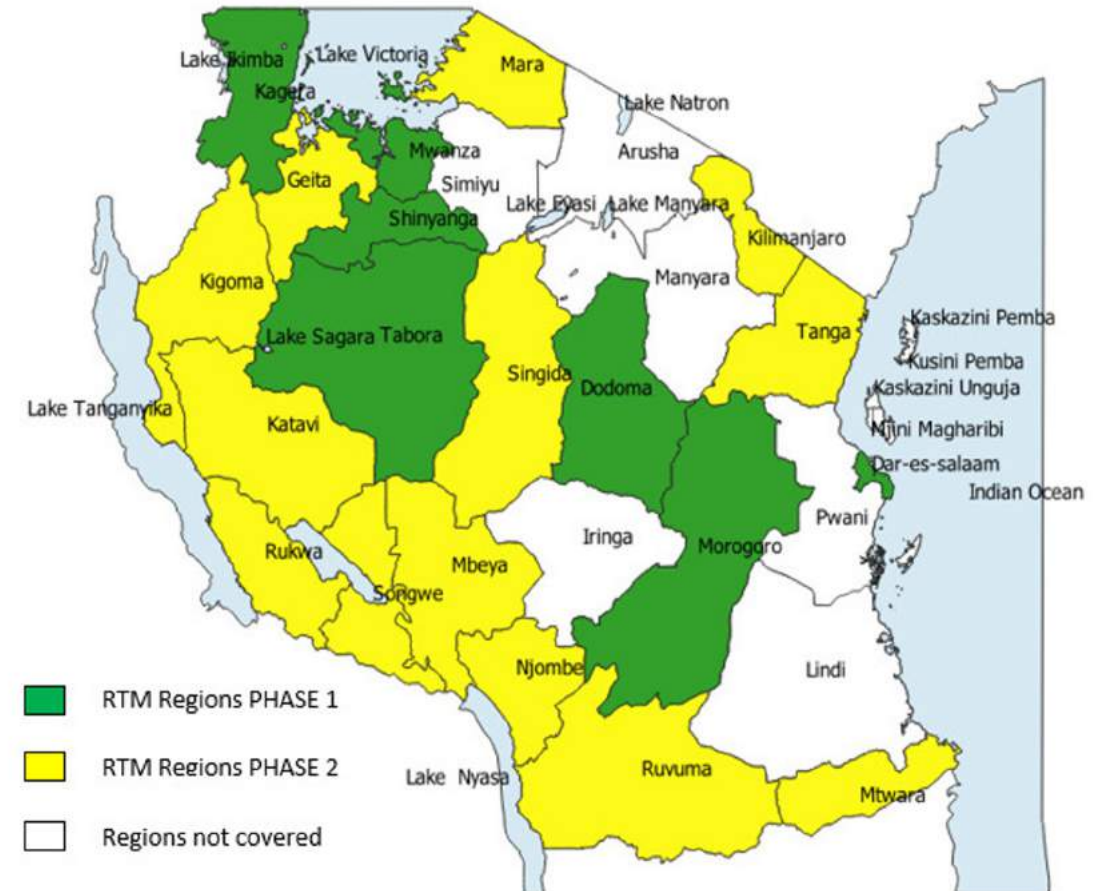 Lake Ikimba
Lake Victoria
Mara
Kagera
Lake Natron
Mwanza
Arusha
Geita
Simiyu
Lake Eyasi
Lake Manyara
Shinyanga
Kilimanjaro
Kigoma
Manyara
Kaskazini Pemba
Lake Sagara
Tabora
Tanga
Kusini Pemba
Singida
Dodoma
Kaskazini Unguja
Lake Tanganyika
Katavi
Mjini Magharibi
Dar-es-salaam
Indian Ocean
Pwani
Iringa
Morogoro
Rukwa
Mbeya
Songwe
Njombe
Lindi
RTM Regions PHASE 1
RTM Regions PHASE 2
Ruvuma
Lake Nyasa
Mtwara
Regions not covered